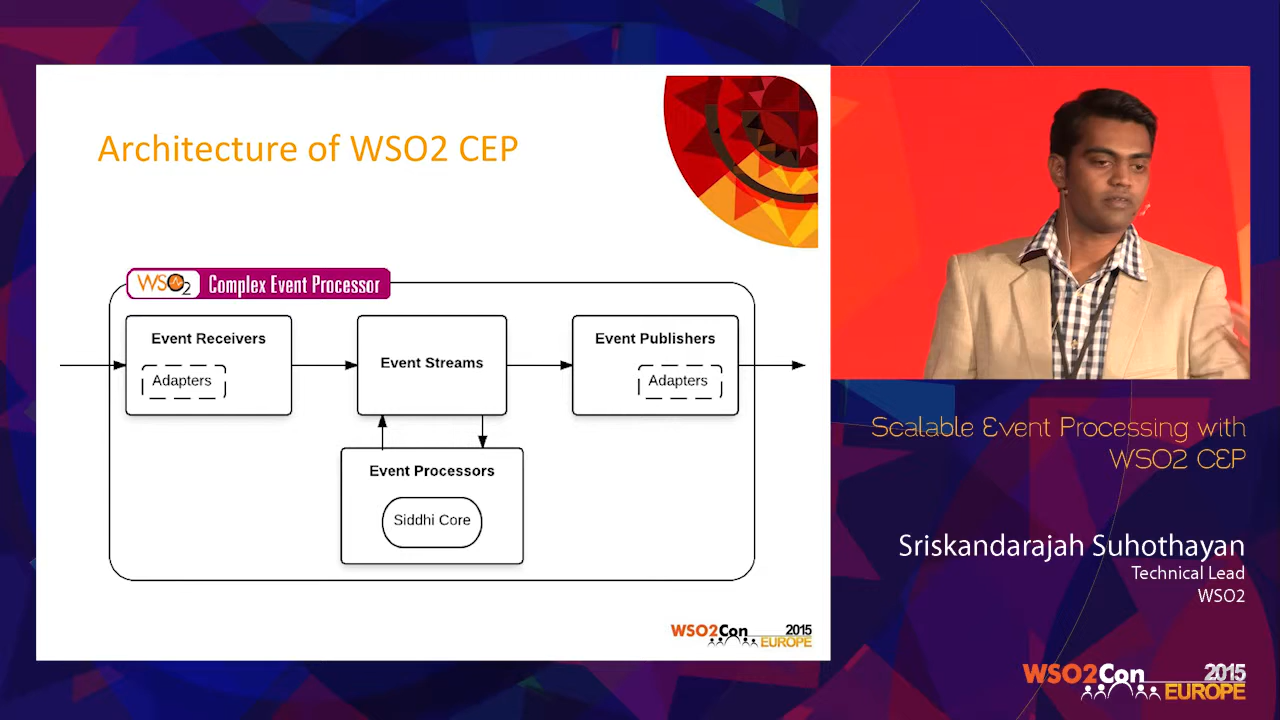 Architecture of WSO2 CEP
WSO2 Complex Event Processor
Event Receivers
Adapters
Event Streams
Event Publishers
Adapters
Event Processors
Siddhi Core
WSO2Con 2015
EUROPE
Scalable Event Processing with
WSO2 CEP
Sriskandarajah Suhothayan
Technical Lead
WSO2
WSO2Con 2015
EUROPE